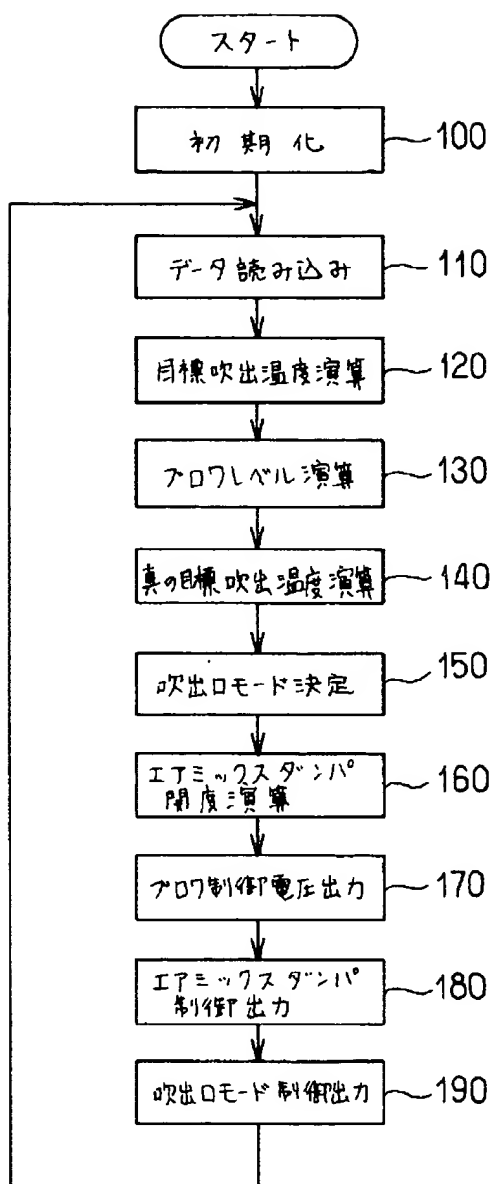 スタート
初期化
100
データ読み込み
110
目標吹出温度演算
120
ブロワレベル演算
130
真の目標吹出温度演算
140
吹出口モード決定
150
エアミックスダンパ
開度演算
160
ブロワ制御電圧出力
170
エアミックスダンパ
制御出力
180
吹出口モード制御出力
190